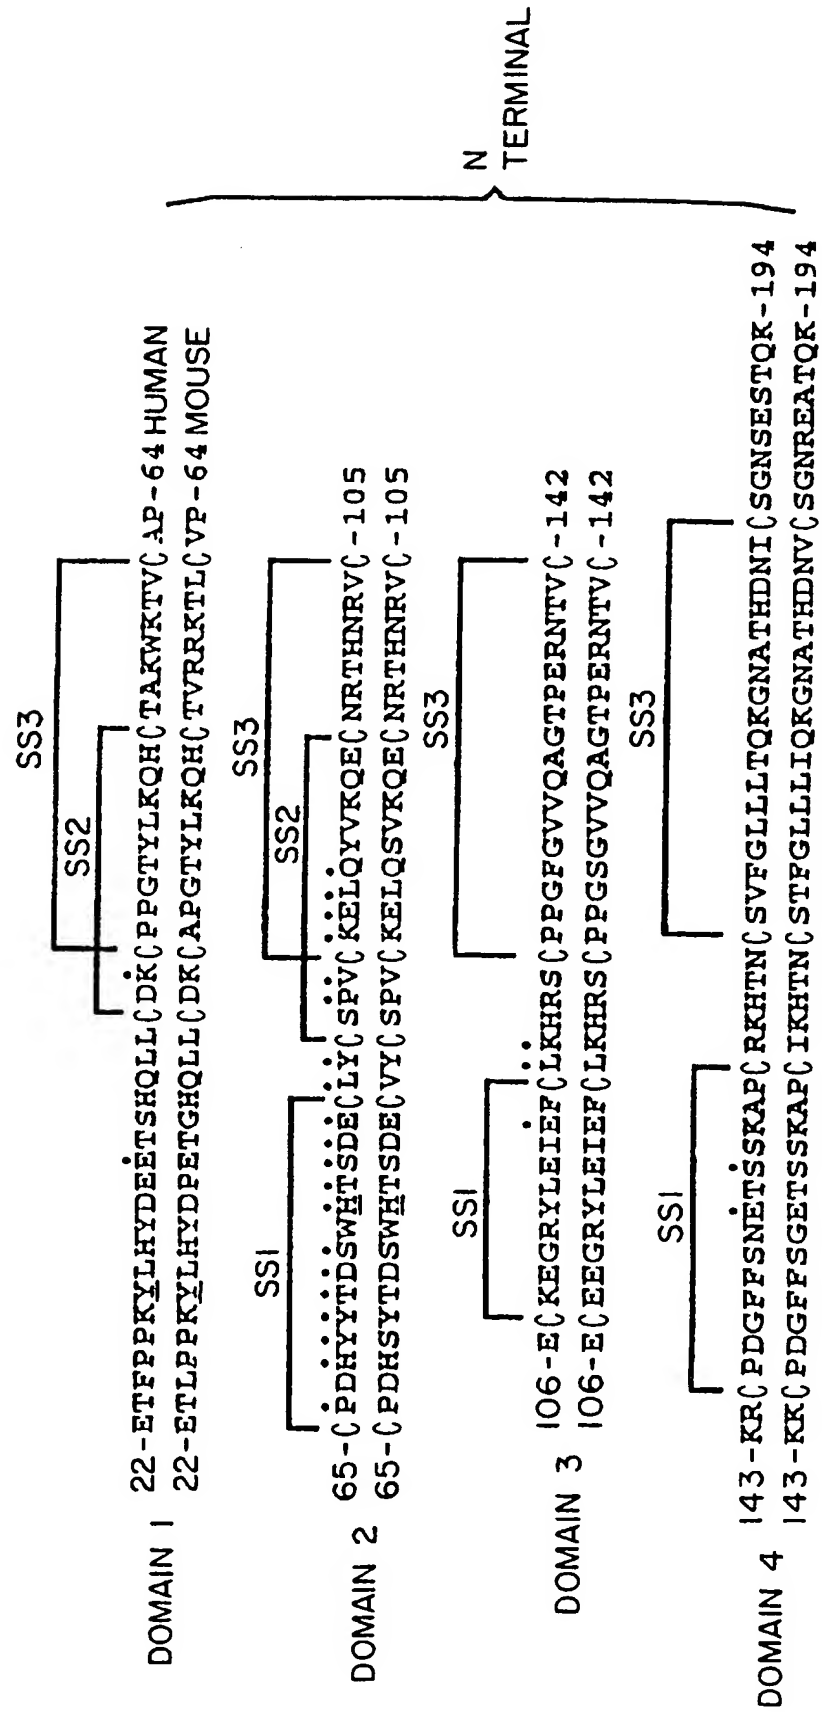 SS3
SS2
DOMAIN 1 22-ETFPPKYLHYDEETSHQLLCDKCPPGTYLKQHCTAKWKTVCAP-64 HUMAN
22-ETLPPKYLHYDPETGHQLLCDKCAPGTYLKQHCTVRRKTLCVP-64 MOUSE
SS3
SS1 SS2
DOMAIN 2 65-CPDHYYTDSWHTSDECLYCSPVCKELQYVKQECNRTHNRVC-105
65-CPDHSYTDSWHTSDECVYCSPVCKELQSVKQECNRTHNRVC-105
SS1 SS3
DOMAIN 3 106-ECKEGRYLEIEFCLKHRSCPPGFGVVQAGTPERNTVC-142
106-ECEEGRYLEIEFCLKHRSCPPGSGVVQAGTPERNTVC-142
SS1 SS3
DOMAIN 4 143-KRCPDGFFSNETSSKAPCRKHTNCSVFGLLLTQKGNATHDNICSGNSESTQK-194
143-KKCPDGFFSGETSSKAPCIKHTNCSTFGLLLIQKGNATHDNVCSGNREATQK-194
N
TERMINAL